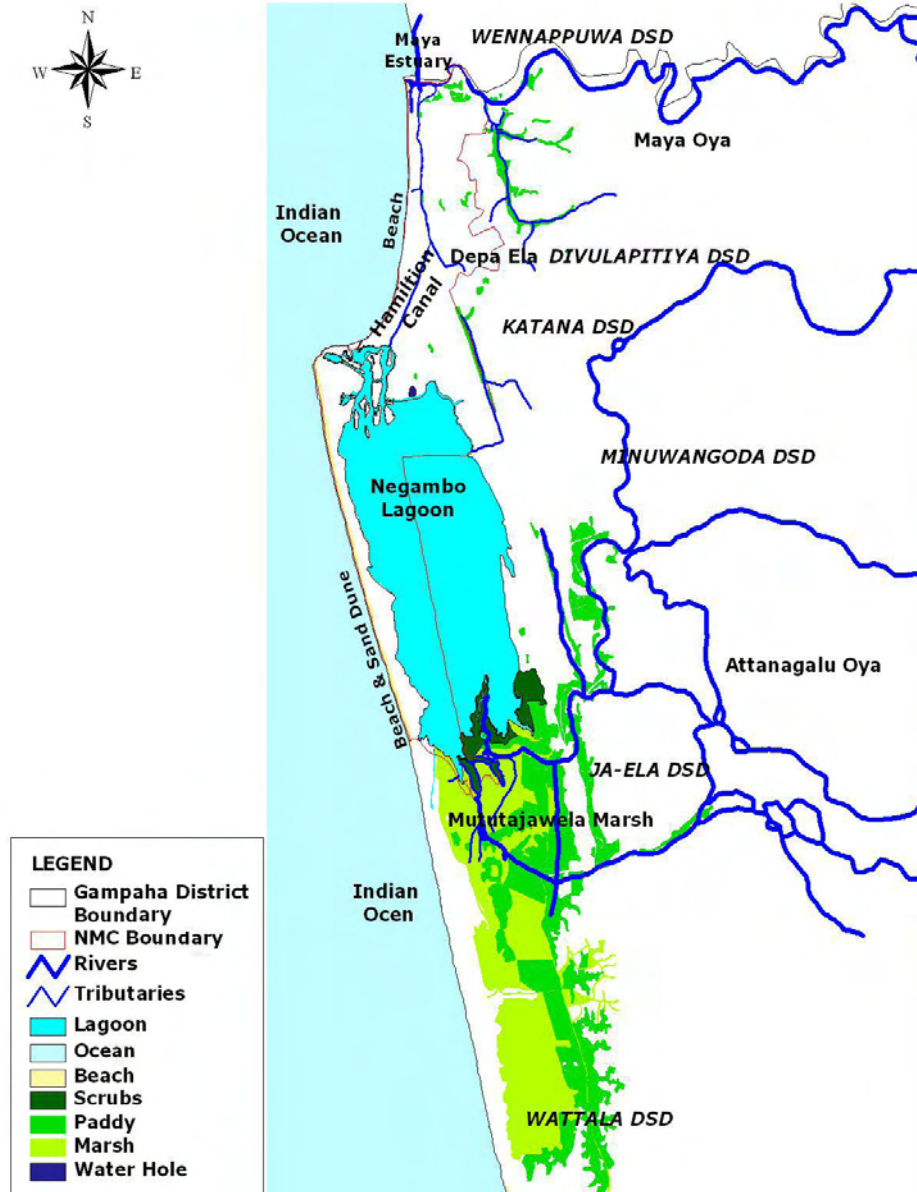 N
W E
S
Maya
Estuary
WENNAPPUWA DSD
Maya Oya
Indian
Ocean
Beach
Depa Ela
DIVULAPITIYA DSD
Hamiltion
Canal
KATANA DSD
MINUWANGODA DSD
Negambo
Lagoon
Beach & Sand Dune
Attanagalu Oya
JA-ELA DSD
Mututajawela Marsh
Indian
Ocen
WATTALA DSD
LEGEND
Gampaha District
Boundary
NMC Boundary
Rivers
Tributaries
Lagoon
Ocean
Beach
Scrubs
Paddy
Marsh
Water Hole